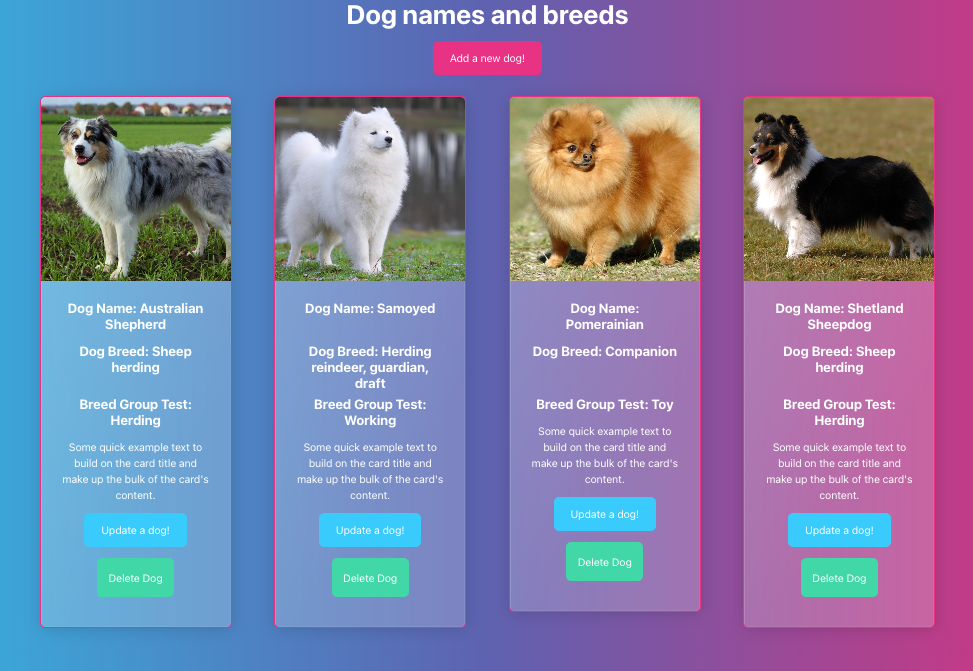 Dog names and breeds
Add a new dog!
Dog Name: Australian
Shepherd
Dog Breed: Sheep
herding
Breed Group Test:
Herding
Some quick example text to
build on the card title and
make up the bulk of the card's
content.
Update a dog!
Delete Dog
Dog Name: Samoyed
Dog Breed: Herding
reindeer, guardian,
draft
Breed Group Test:
Working
Some quick example text to
build on the card title and
make up the bulk of the card's
content.
Update a dog!
Delete Dog
Dog Name:
Pomerainian
Dog Breed: Companion
Breed Group Test: Toy
Some quick example text to
build on the card title and
make up the bulk of the card's
content.
Update a dog!
Delete Dog
Dog Name: Shetland
Sheepdog
Dog Breed: Sheep
herding
Breed Group Test:
Herding
Some quick example text to
build on the card title and
make up the bulk of the card's
content.
Update a dog!
Delete Dog